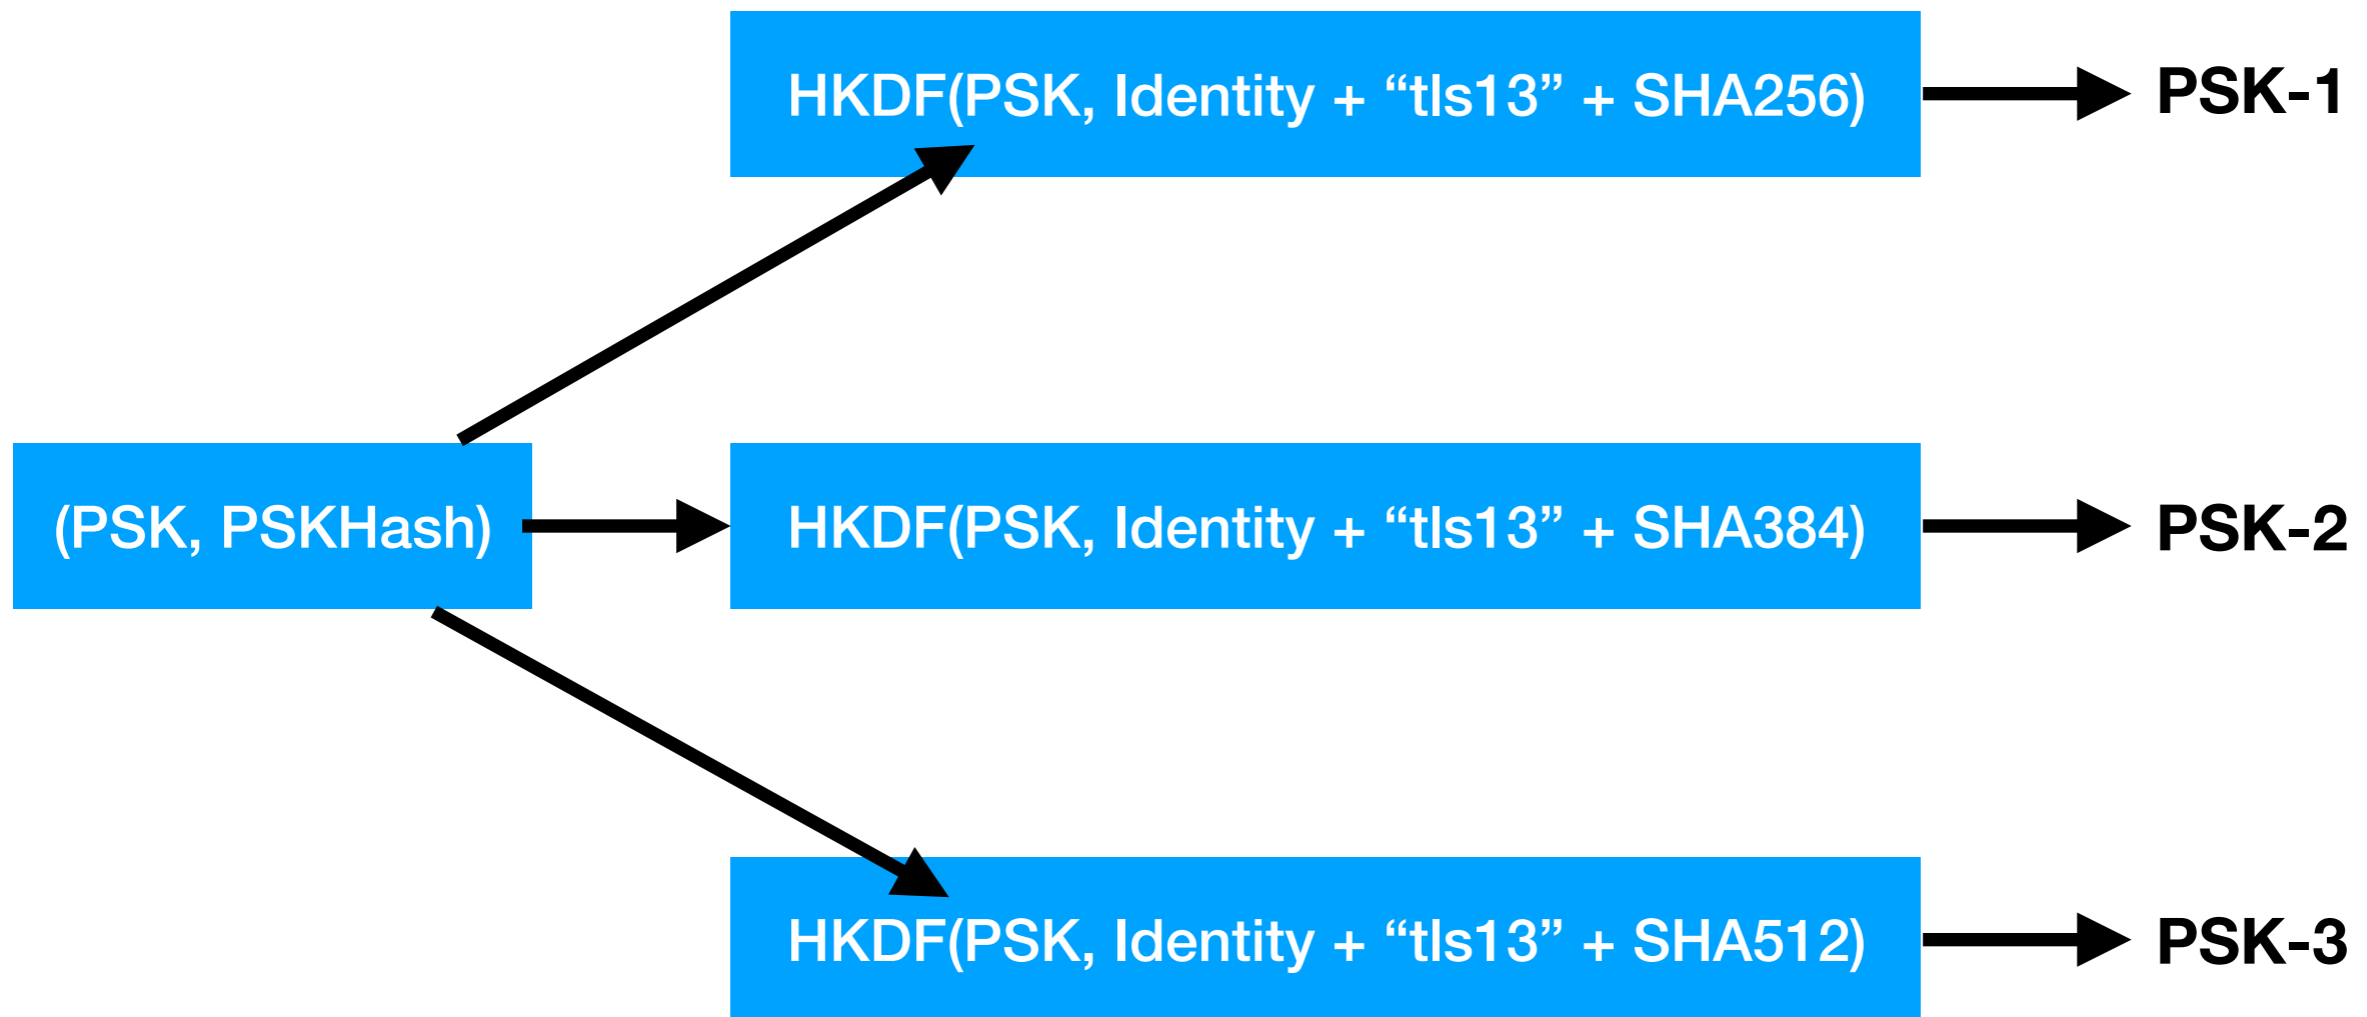 HKDF(PSK, Identity + “tls13” + SHA256)
PSK-1
(PSK, PSKHash)
HKDF(PSK, Identity + “tls13” + SHA384)
PSK-2
HKDF(PSK, Identity + “tls13” + SHA512)
PSK-3